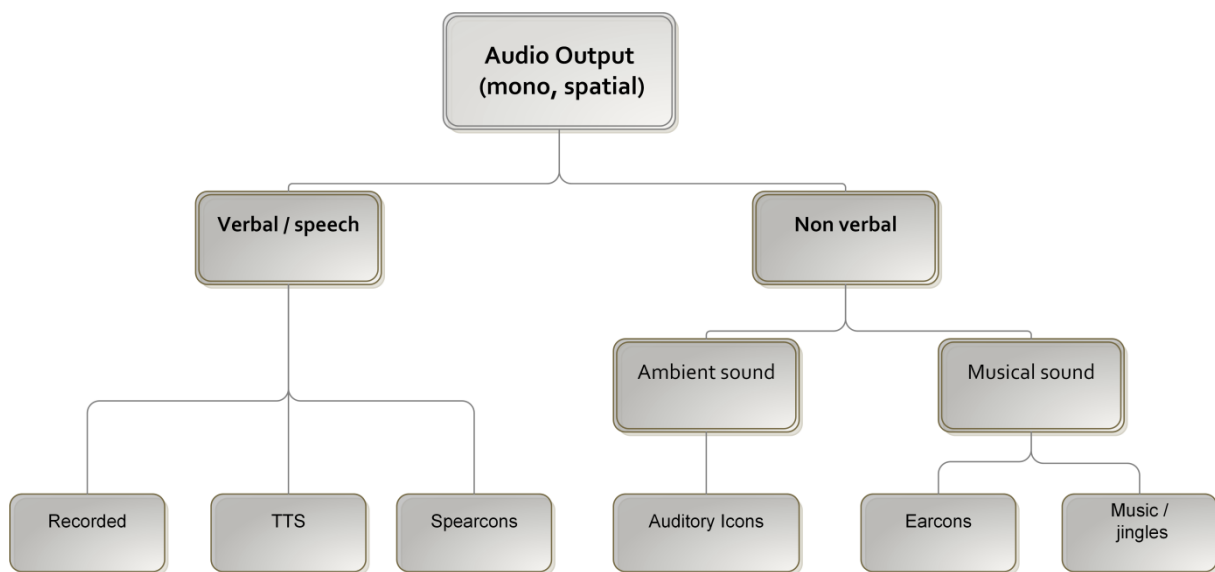 Audio Output
(mono, spatial)
Verbal / speech
Non verbal
Ambient sound
Musical sound
Recorded
TTS
Spearcons
Auditory Icons
Earcons
Music /
jingles